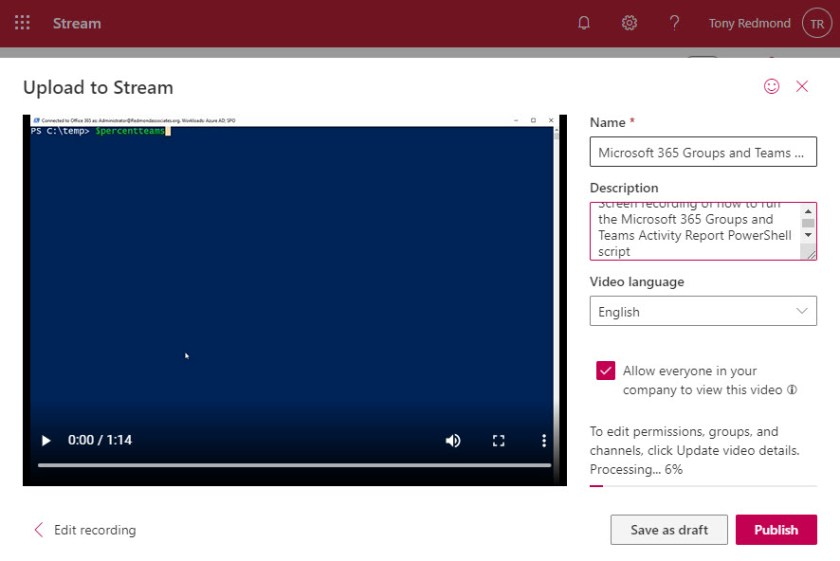 Stream
Tony Redmond
TR
Upload to Stream
Connected to Office 365 as: Administrator@Redmondassociates.org. Workloads: Azure AD; SPO
PS C:\temp> $percentteams
0:00 / 1:14
Name *
Microsoft 365 Groups and Teams ...
Description
Screen recording of how to run
the Microsoft 365 Groups and
Teams Activity Report PowerShell
script
Video language
English
Allow everyone in your
company to view this video
To edit permissions, groups, and
channels, click Update video details.
Processing... 6%
Edit recording
Save as draft
Publish